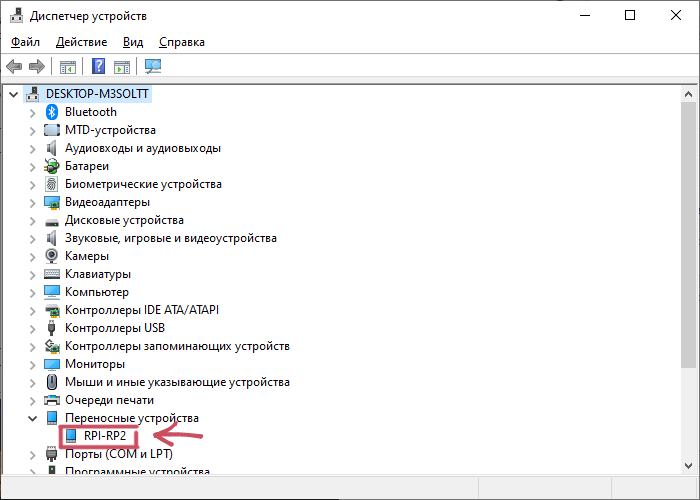 Диспетчер устройств
Файл Действие Вид Справка
DESKTOP-M3SOLTT
Bluetooth
MTD-устройства
Аудиовходы и аудиовыходы
Батареи
Биометрические устройства
Видеоадаптеры
Дисковые устройства
Звуковые, игровые и видеоустройства
Камеры
Клавиатуры
Компьютер
Контроллеры IDE ATA/ATAPI
Контроллеры USB
Контроллеры запоминающих устройств
Мониторы
Мыши и иные указывающие устройства
Очереди печати
Переносные устройства
RPI-RP2
Порты (COM и LPT)
Программные устройства